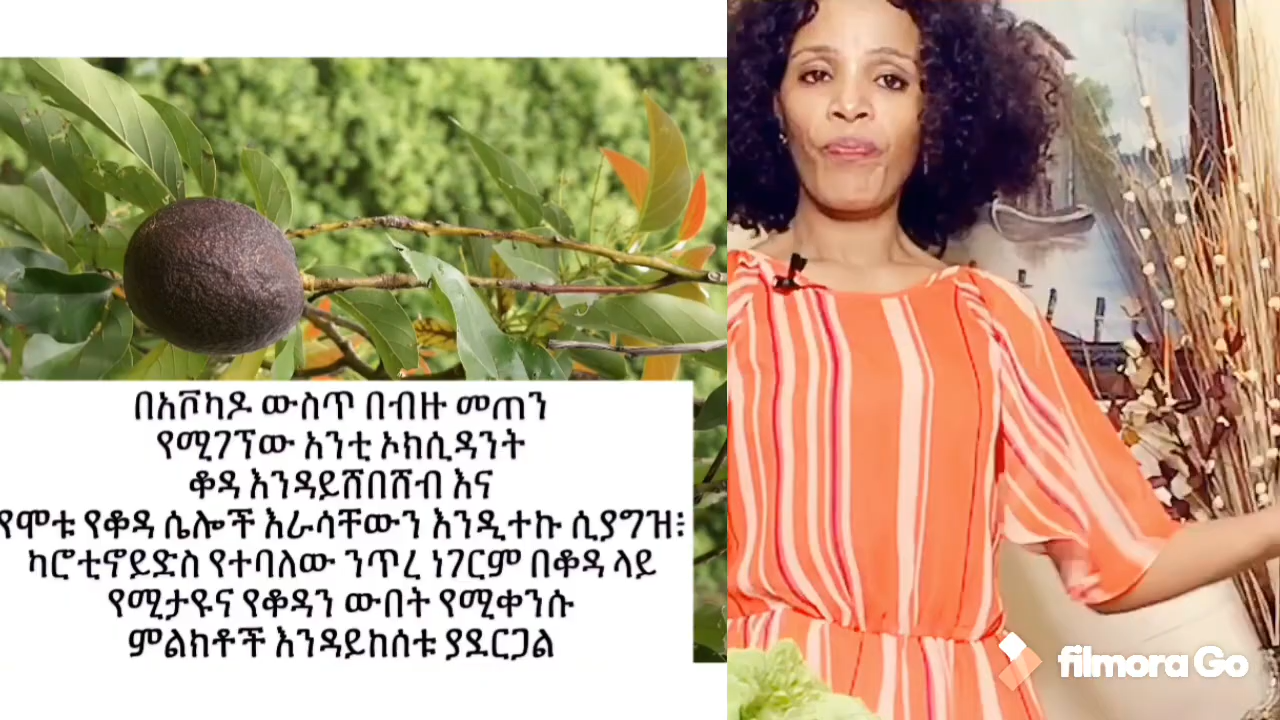 በአቮካዶ ውስጥ በብዙ መጠን
የሚገኘው አንቲ ኦክሲዳንት
ቆዳ እንዳይሸበሸብ እና
የሞቱ የቆዳ ሴሎች እራሳቸውን እንዲተኩ ሲያግዝ፤
ካሮቲኖይድስ የተባለው ንጥረ ነገርም በቆዳ ላይ
የሚታዩና የቆዳን ውበት የሚቀንሱ
ምልክቶች እንዳይከሰቱ ያደርጋል
filmora Go